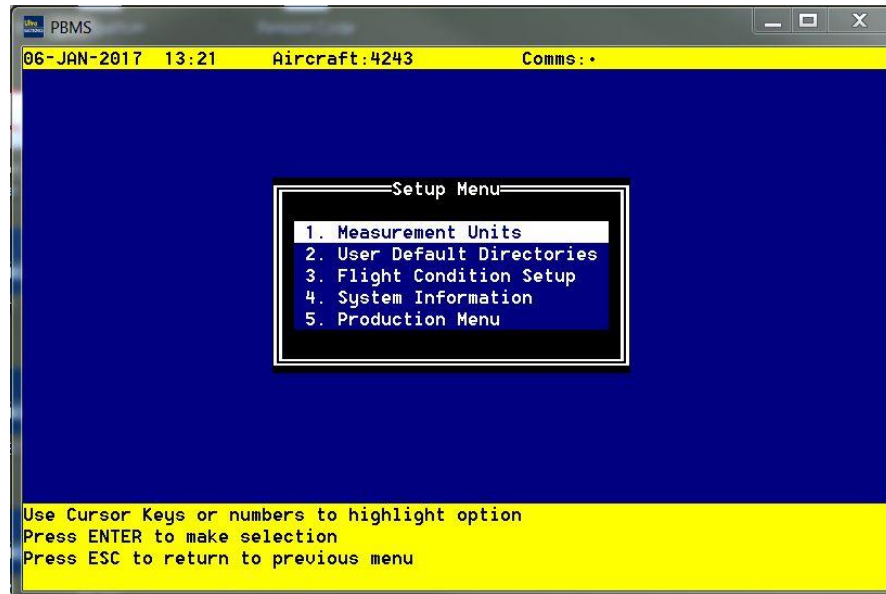 Ultra
PBMS
06-JAN-2017 13:21 Aircraft:4243 Comms:·
Setup Menu
1. Measurement Units
2. User Default Directories
3. Flight Condition Setup
4. System Information
5. Production Menu
Use Cursor Keys or numbers to highlight option
Press ENTER to make selection
Press ESC to return to previous menu